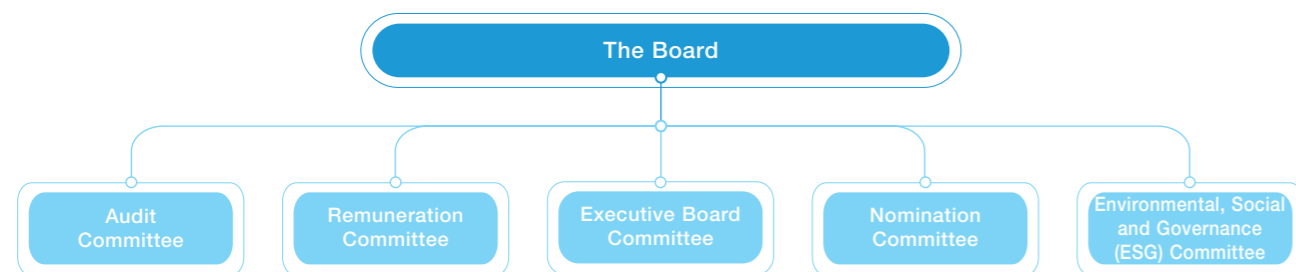 The Board
Audit
Committee
Remuneration
Committee
Executive Board
Committee
Nomination
Committee
Environmental, Social
and Governance
(ESG) Committee